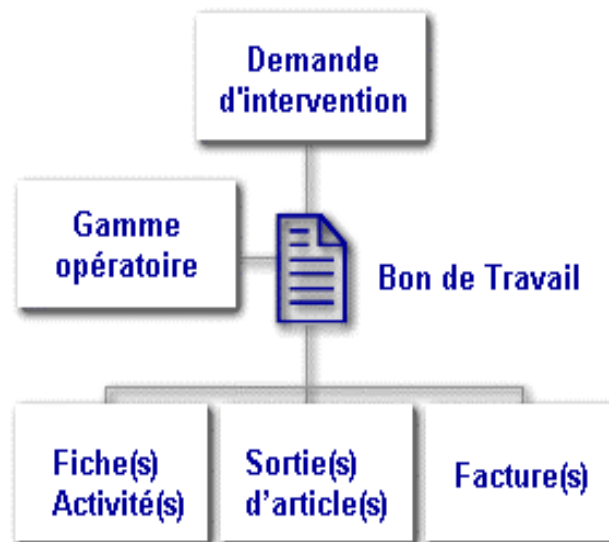 Demande
d'intervention
Gamme
opératoire
Bon de Travail
Fiche(s)
Activité(s)
Sortie(s)
d’article(s)
Facture(s)